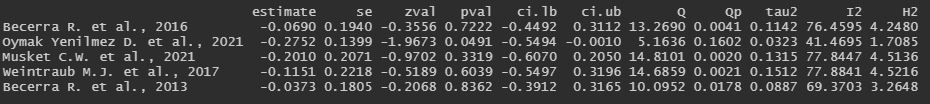 estimate se zval pval ci.lb ci.ub Q Qp tau2 I2 H2
Becerra R. et al., 2016 -0.0690 0.1940 -0.3556 0.7222 -0.4492 0.3112 13.2690 0.0041 0.1142 76.4595 4.2480
Oymak Yenilmez D. et al., 2021 -0.2752 0.1399 -1.9673 0.0491 -0.5494 -0.0010 5.1636 0.1602 0.0323 41.4695 1.7085
Musket C.W. et al., 2021 -0.2010 0.2071 -0.9702 0.3319 -0.6070 0.2050 14.8101 0.0020 0.1315 77.8447 4.5136
Weintraub M.J. et al., 2017 -0.1151 0.2218 -0.5189 0.6039 -0.5497 0.3196 14.6859 0.0021 0.1512 77.8841 4.5216
Becerra R. et al., 2013 -0.0373 0.1805 -0.2068 0.8362 -0.3912 0.3165 10.0952 0.0178 0.0887 69.3703 3.2648